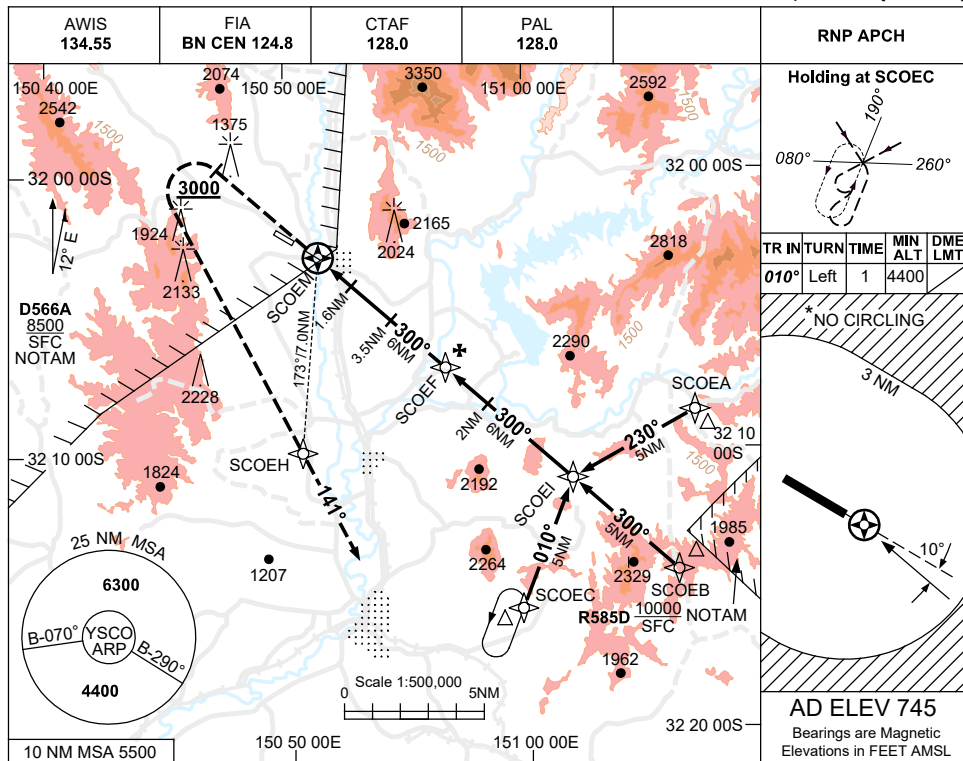 AWIS
134.55
FIA
BN CEN 124.8
CTAF
128.0
PAL
128.0
RNP APCH
150 40 00E
150 50 00E
151 00 00E
2074
3350
2592
2542
1500
1375
1500
1500
32 00 00S
32 00 00S
3000
1924
2165
2024
12° E
2133
2818
SCOEM
1.6NM
D566A
8500
SFC
NOTAM
3.5NM
300°
6NM
173°/7.0NM
2290
1500
2228
SCOEF
SCOEA
2NM
300°
6NM
230°
5NM
32 10
00S
32 10 00S
SCOEH
1824
2192
SCOEI
1500
141°
010°
5NM
300°
5NM
1985
25 NM MSA
6300
1207
2264
2329
SCOEB
SCOEC
R585D
10000
SFC
NOTAM
B-070°
YSCO
ARP
B-290°
4400
1962
Scale 1:500,000
0
5NM
32 20 00S
10 NM MSA 5500
150 50 00E
151 00 00E
Holding at SCOEC
190°
080°
260°
TR IN
TURN
TIME
MIN
ALT
DME
LMT
010°
Left
1
4400
*NO CIRCLING
3 NM
10°
AD ELEV 745
Bearings are Magnetic
Elevations in FEET AMSL